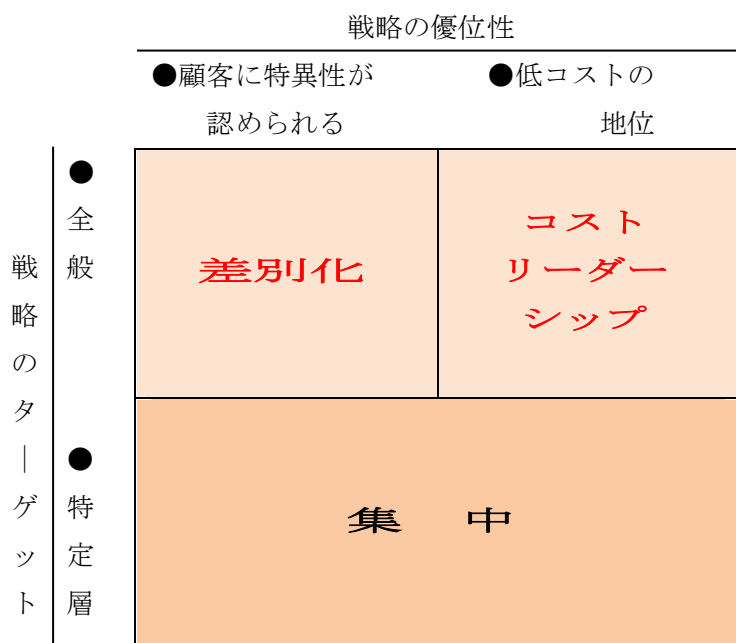 戦略の優位性
●顧客に特異性が
認められる
●低コストの
地位
戦略のタ―ゲット
●全般
●特定層
差別化
コスト
リーダー
シップ
集 中